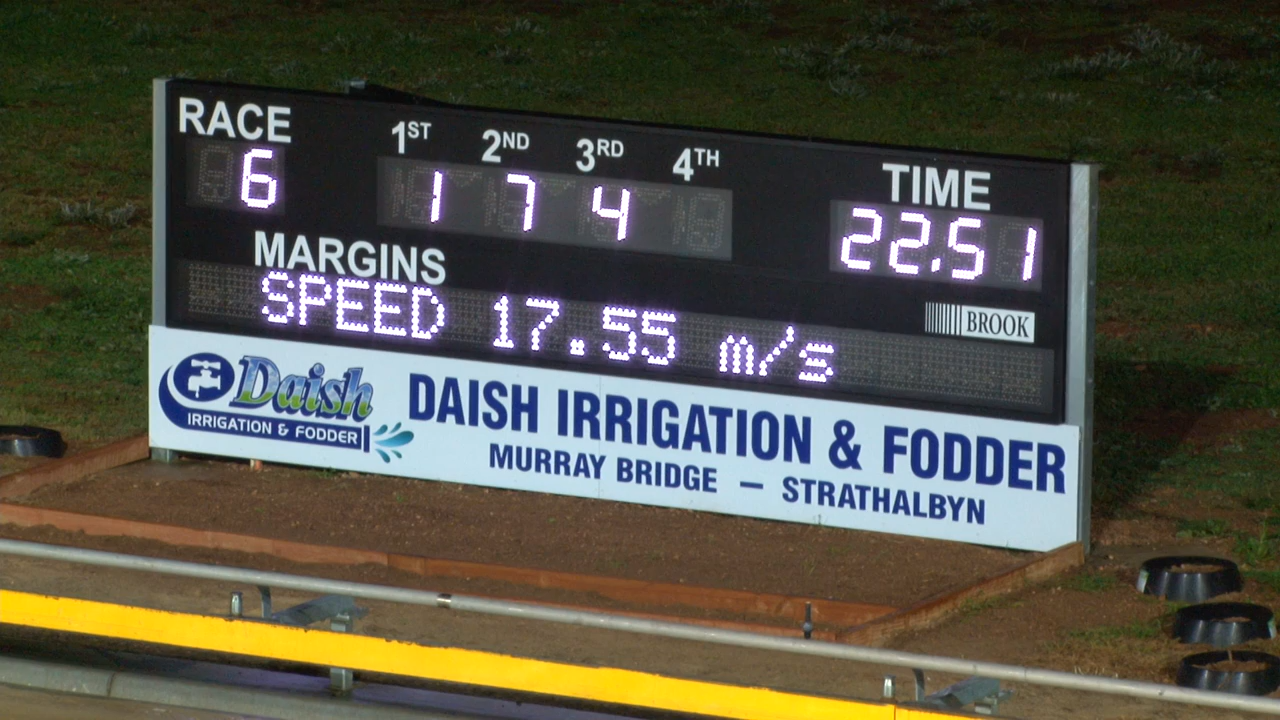 RACE 1ST 2ND 3RD 4TH TIME
6 1 7 4 22.51
MARGINS
SPEED 17.55 m/s
BROOK
Daish
IRRIGATION & FODDER
DAISH IRRIGATION & FODDER
MURRAY BRIDGE – STRATHALBYN